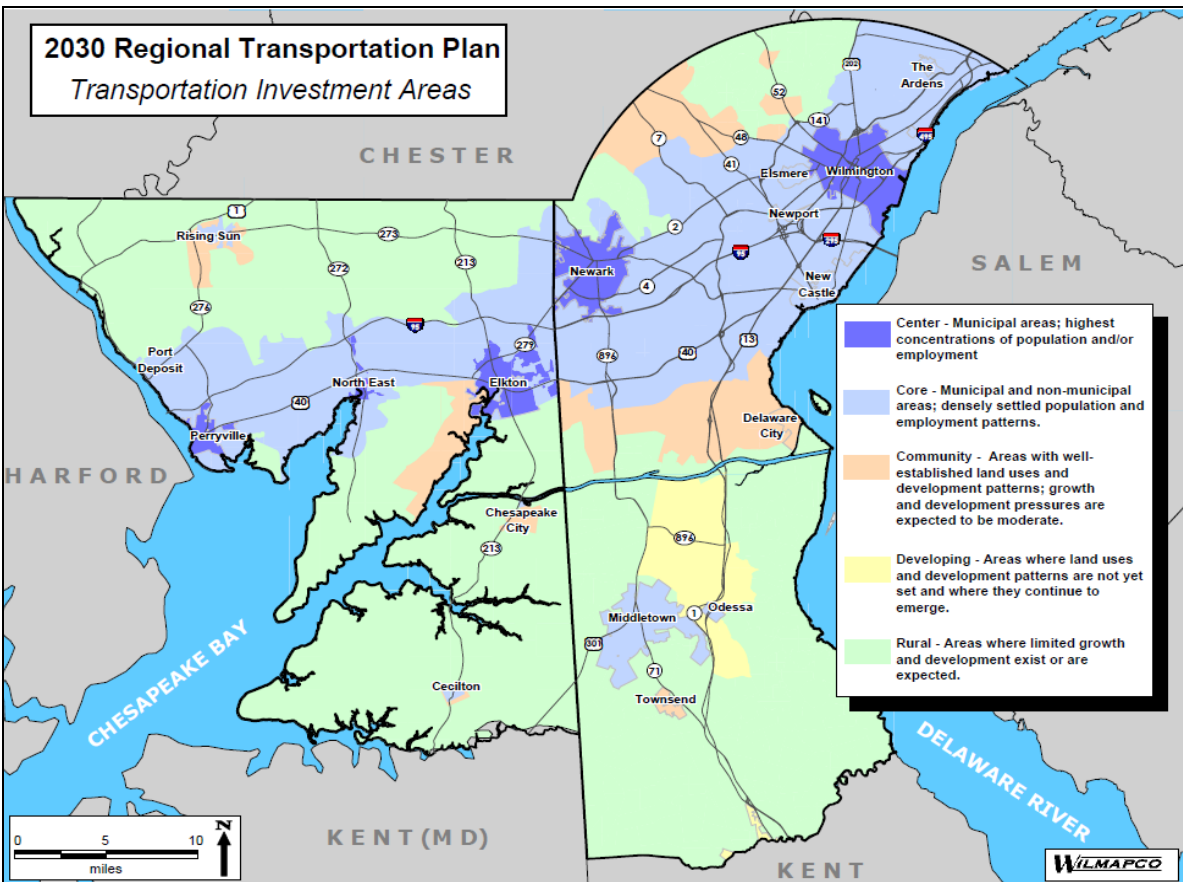 2030 Regional Transportation Plan
Transportation Investment Areas
CHESTER
SALEM
HARFORD
KENT (MD)
KENT
CHESAPEAKE BAY
DELAWARE RIVER
The
Ardens
202
52
141
495
7
48
41
Elsmere
Wilmington
Newport
2
95
295
Newark
4
New
Castle
1
Rising Sun
273
272
213
276
95
279
896
40
13
Port
Deposit
North East
Elkton
40
Perryville
Delaware
City
Chesapeake
City
213
896
Middletown
1
Odessa
301
71
Cecilton
Townsend
Center - Municipal areas; highest
concentrations of population and/or
employment
Core - Municipal and non-municipal
areas; densely settled population and
employment patterns.
Community - Areas with well-
established land uses and
development patterns; growth
and development pressures are
expected to be moderate.
Developing - Areas where land uses
and development patterns are not yet
set and where they continue to
emerge.
Rural - Areas where limited growth
and development exist or are
expected.
0 5 10
miles
N
WILMAPCO